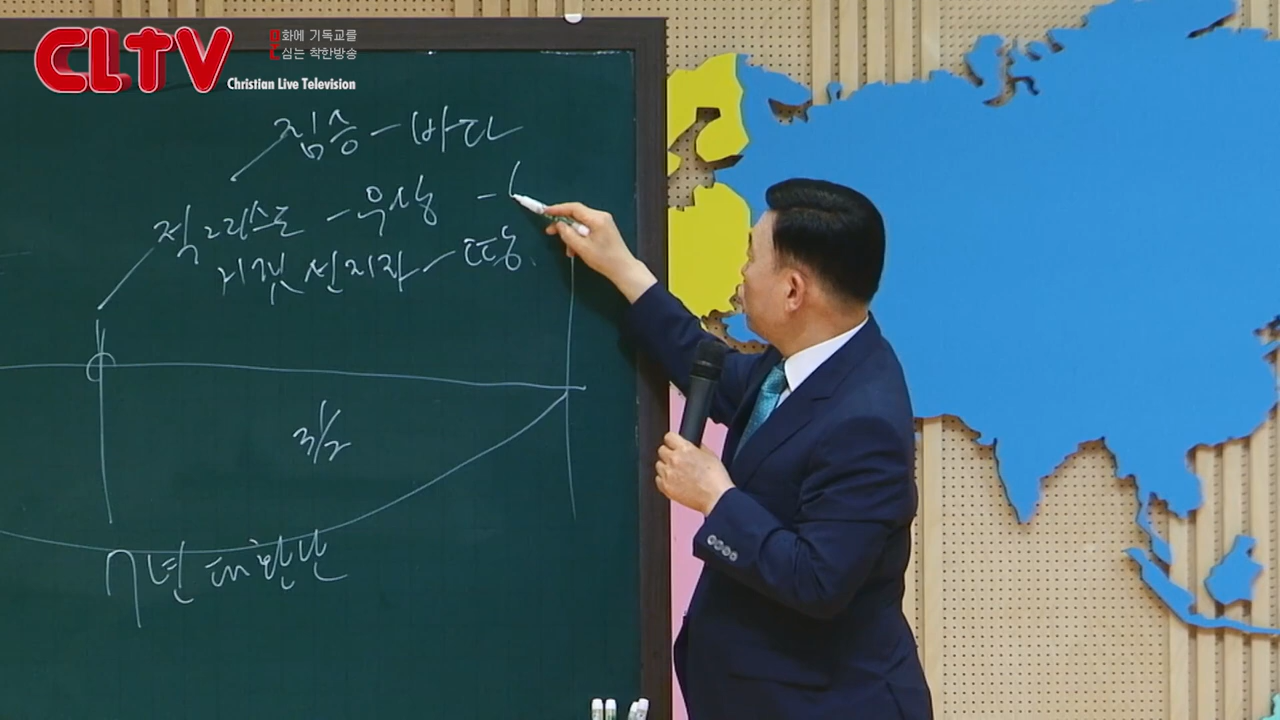 CLTV
문화에 기독교를
심는 착한방송
Christian Live Television
짐승 - 바다
적그리스도 - 우상 - (
거짓 선지자 - 땅
3 1/2
7년 대환난